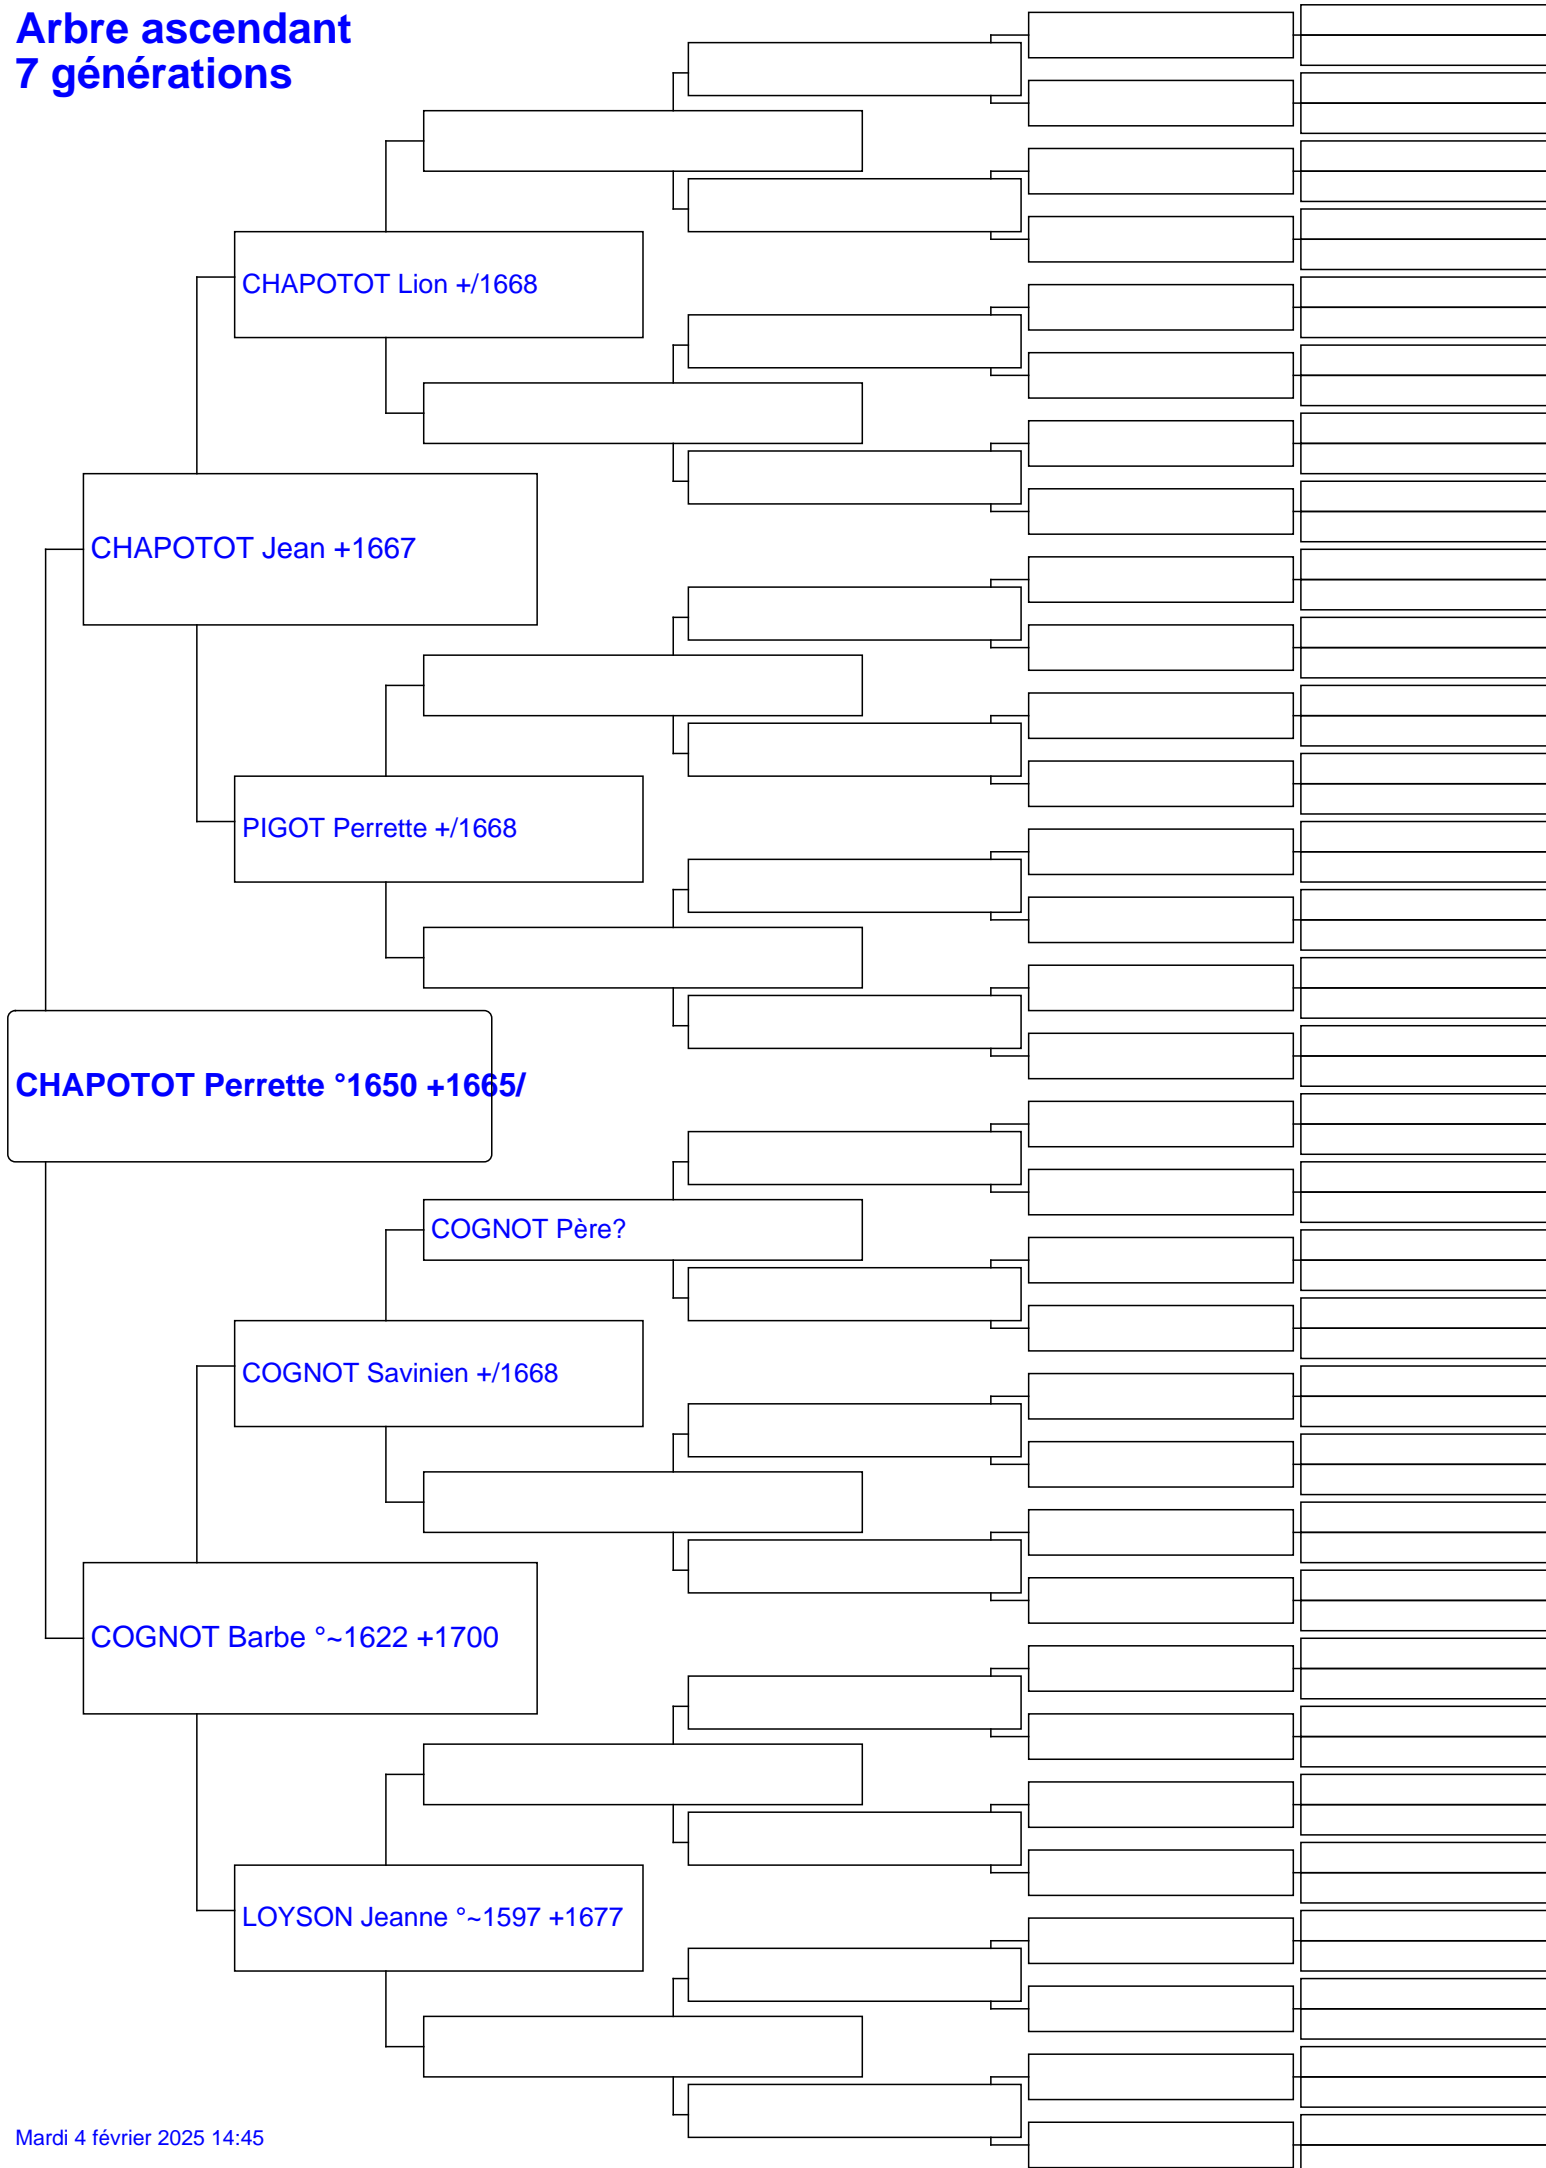 Arbre ascendant
7 générations
CHAPOTOT Lion +/1668
CHAPOTOT Jean +1667
PIGOT Perrette +/1668
CHAPOTOT Perrette °1650 +1665/
COGNOT Père?
COGNOT Savinien +/1668
COGNOT Barbe °~1622 +1700
LOYSON Jeanne °~1597 +1677
Mardi 4 février 2025 14:45